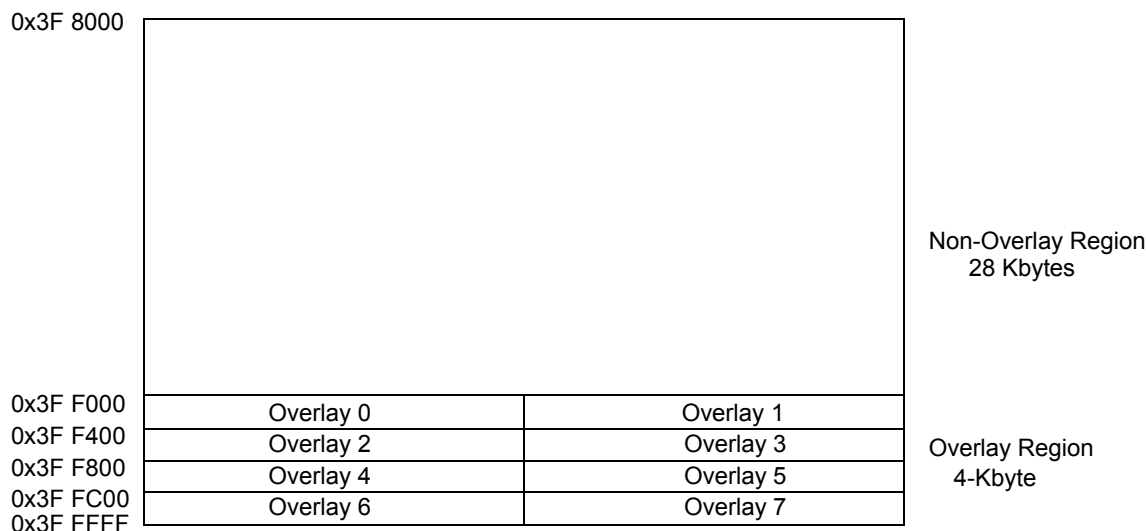 0x3F 8000
Non-Overlay Region
28 Kbytes
0x3F F000
Overlay 0 Overlay 1
0x3F F400
Overlay 2 Overlay 3
Overlay Region
0x3F F800
Overlay 4 Overlay 5
4-Kbyte
0x3F FC00
Overlay 6 Overlay 7
0x3F FFFF